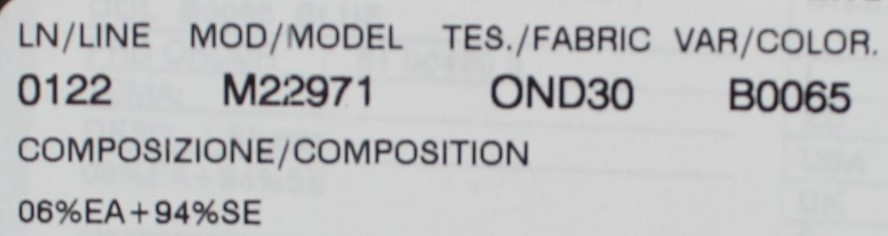 LN/LINE MOD/MODEL TES./FABRIC VAR/COLOR.
0122 M22971 OND30 B0065
COMPOSIZIONE/COMPOSITION
06%EA+94%SE